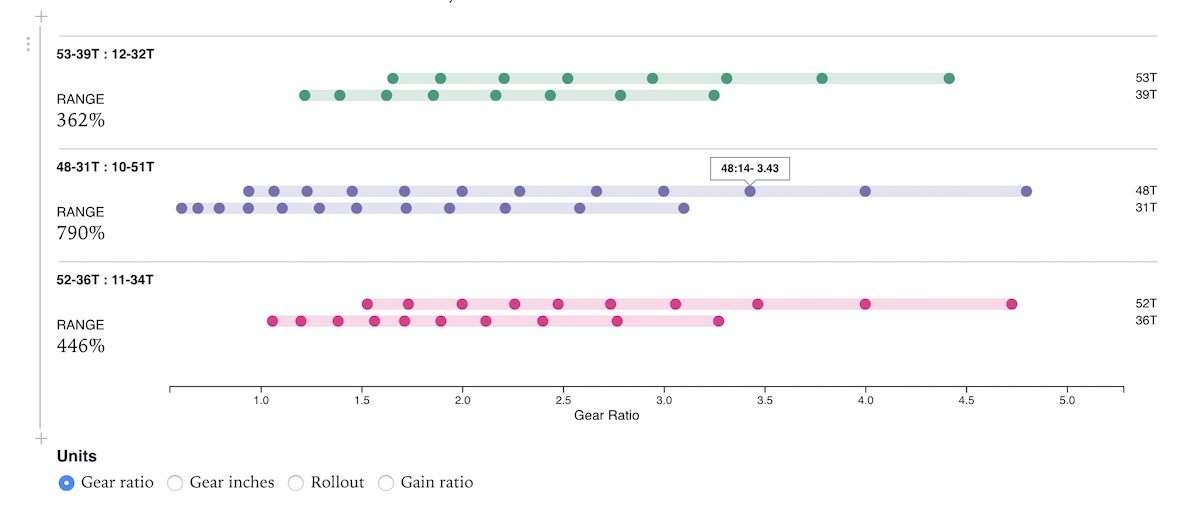 53-39T : 12-32T
53T
39T
RANGE
362%
48-31T : 10-51T
48:14- 3.43
48T
31T
RANGE
790%
52-36T : 11-34T
52T
36T
RANGE
446%
1.0 1.5 2.0 2.5 3.0 3.5 4.0 4.5 5.0
Gear Ratio
Units
Gear ratio Gear inches Rollout Gain ratio